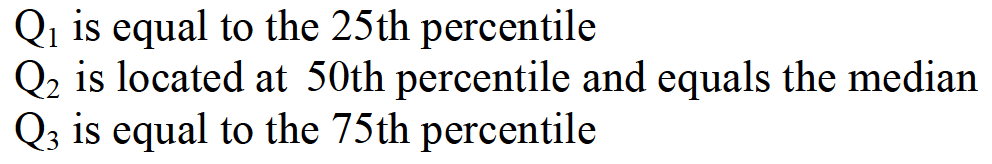 Q₁ is equal to the 25th percentile
Q₂ is located at 50th percentile and equals the median
Q₃ is equal to the 75th percentile